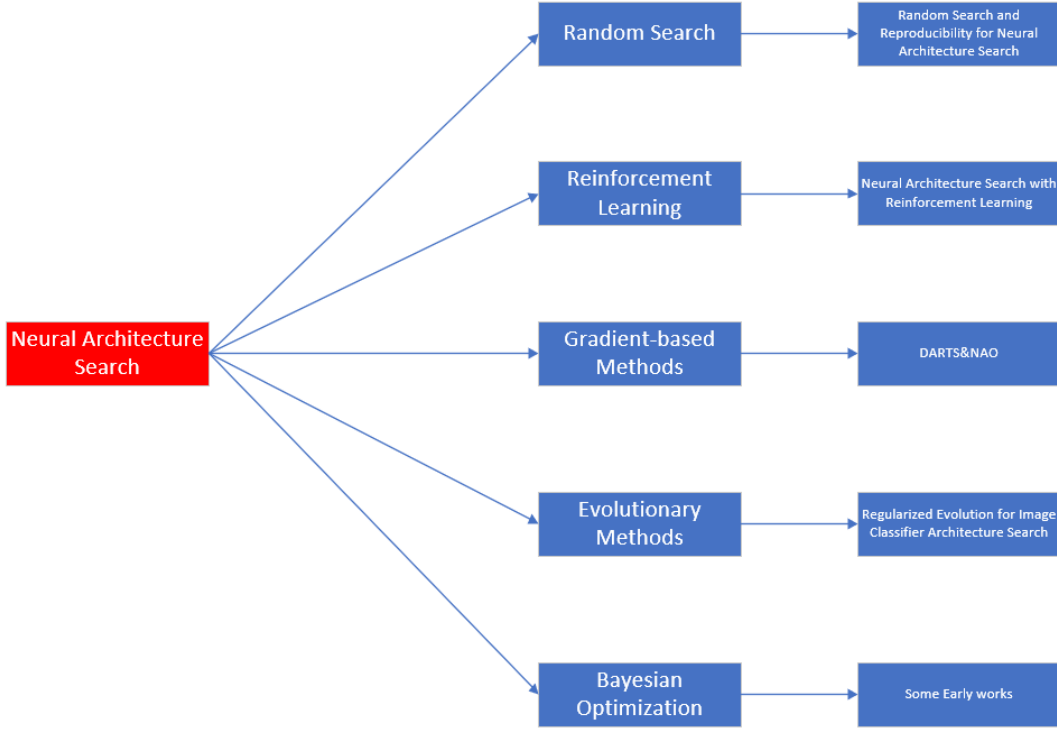 Random Search
Random Search and
Reproducibility for Neural
Architecture Search
Reinforcement
Learning
Neural Architecture Search with
Reinforcement Learning
Neural Architecture
Search
Gradient-based
Methods
DARTS&NAO
Evolutionary
Methods
Regularized Evolution for Image
Classifier Architecture Search
Bayesian
Optimization
Some Early works